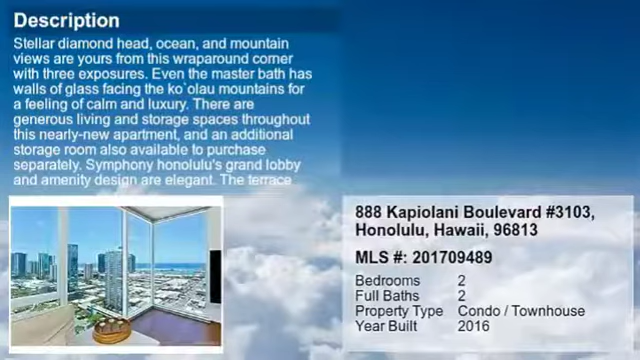 Description
Stellar diamond head, ocean, and mountain
views are yours from this wraparound corner
with three exposures. Even the master bath has
walls of glass facing the ko`olau mountains for
a feeling of calm and luxury. There are
generous living and storage spaces throughout
this nearly-new apartment, and an additional
storage room also available to purchase
separately. Symphony honolulu's grand lobby
and amenity design are elegant. The terrace
888 Kapiolani Boulevard #3103,
Honolulu, Hawaii, 96813
MLS #: 201709489
Bedrooms 2
Full Baths 2
Property Type Condo / Townhouse
Year Built 2016